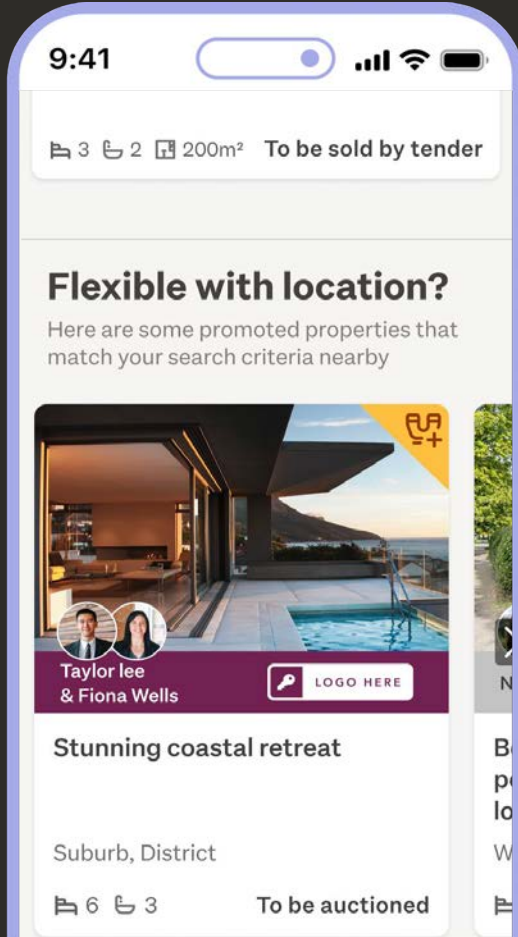 9:41
3 2 200m² To be sold by tender
Flexible with location?
Here are some promoted properties that
match your search criteria nearby
Taylor lee
& Fiona Wells
LOGO HERE
Stunning coastal retreat
Suburb, District
6 3 To be auctioned